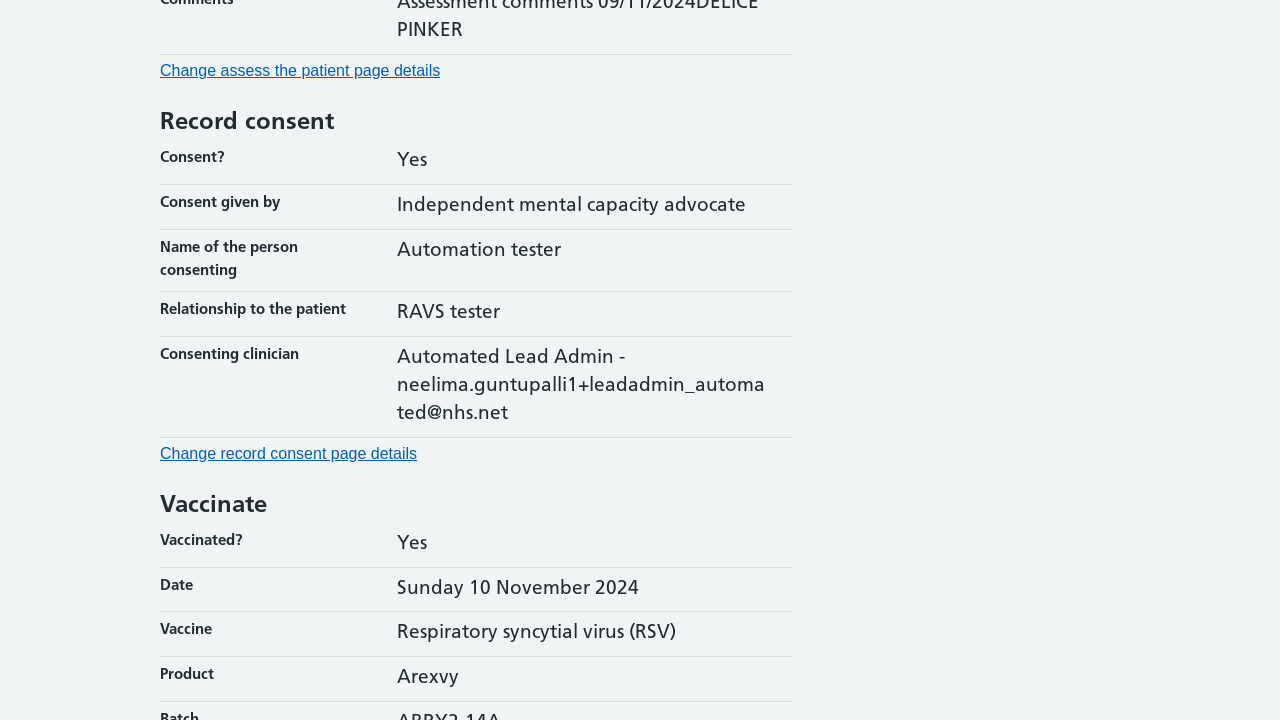 Comments
Assessment comments 09/11/2024DELICE
PINKER
Change assess the patient page details
Record consent
Consent?
Yes
Consent given by
Independent mental capacity advocate
Name of the person
consenting
Automation tester
Relationship to the patient
RAVS tester
Consenting clinician
Automated Lead Admin -
neelima.guntupalli1+leadadmin_automa
ted@nhs.net
Change record consent page details
Vaccinate
Vaccinated?
Yes
Date
Sunday 10 November 2024
Vaccine
Respiratory syncytial virus (RSV)
Product
Arexvy
Batch